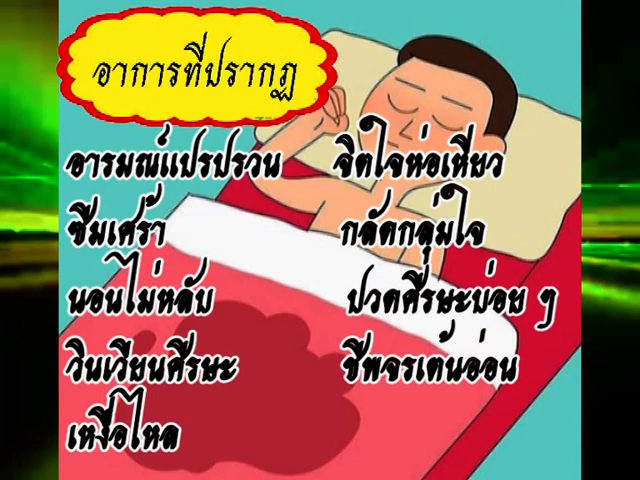 อาการที่ปรากฏ
อารมณ์แปรปรวน จิตใจห่อเหี่ยว
ซึมเศร้า กลัดกลุ่มใจ
นอนไม่หลับ ปวดศีรษะบ่อย ๆ
วินเวียนศีรษะ ชีพจรเต้นอ่อน
เหงื่อไหล